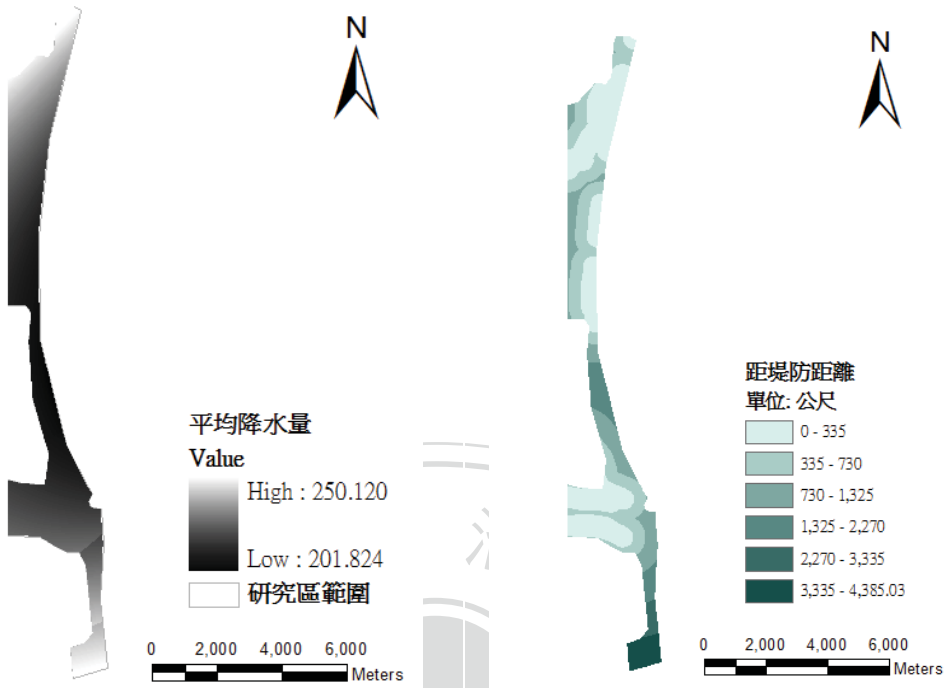 N
平均降水量
Value
High : 250.120
Low : 201.824
研究區範圍
0 2,000 4,000 6,000
Meters
N
距堤防距離
單位: 公尺
0 - 335
335 - 730
730 - 1,325
1,325 - 2,270
2,270 - 3,335
3,335 - 4,385.03
0 2,000 4,000 6,000
Meters